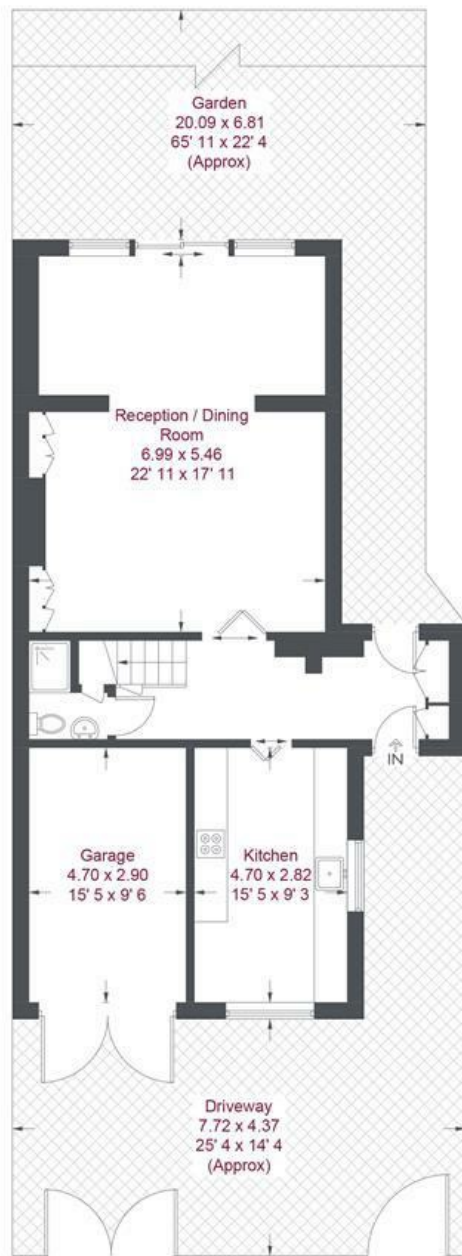 Garden
20.09 x 6.81
65' 11 x 22' 4
(Approx)
Reception / Dining
Room
6.99 x 5.46
22' 11 x 17' 11
IN
Garage
4.70 x 2.90
15' 5 x 9' 6
Kitchen
4.70 x 2.82
15' 5 x 9' 3
Driveway
7.72 x 4.37
25' 4 x 14' 4
(Approx)